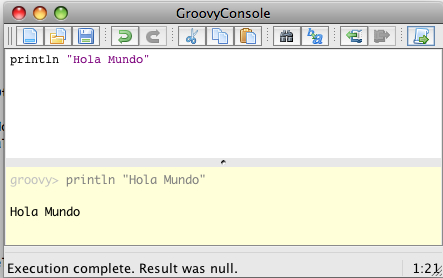 GroovyConsole
println "Hola Mundo"
groovy> println "Hola Mundo"
Hola Mundo
Execution complete. Result was null.
1:21